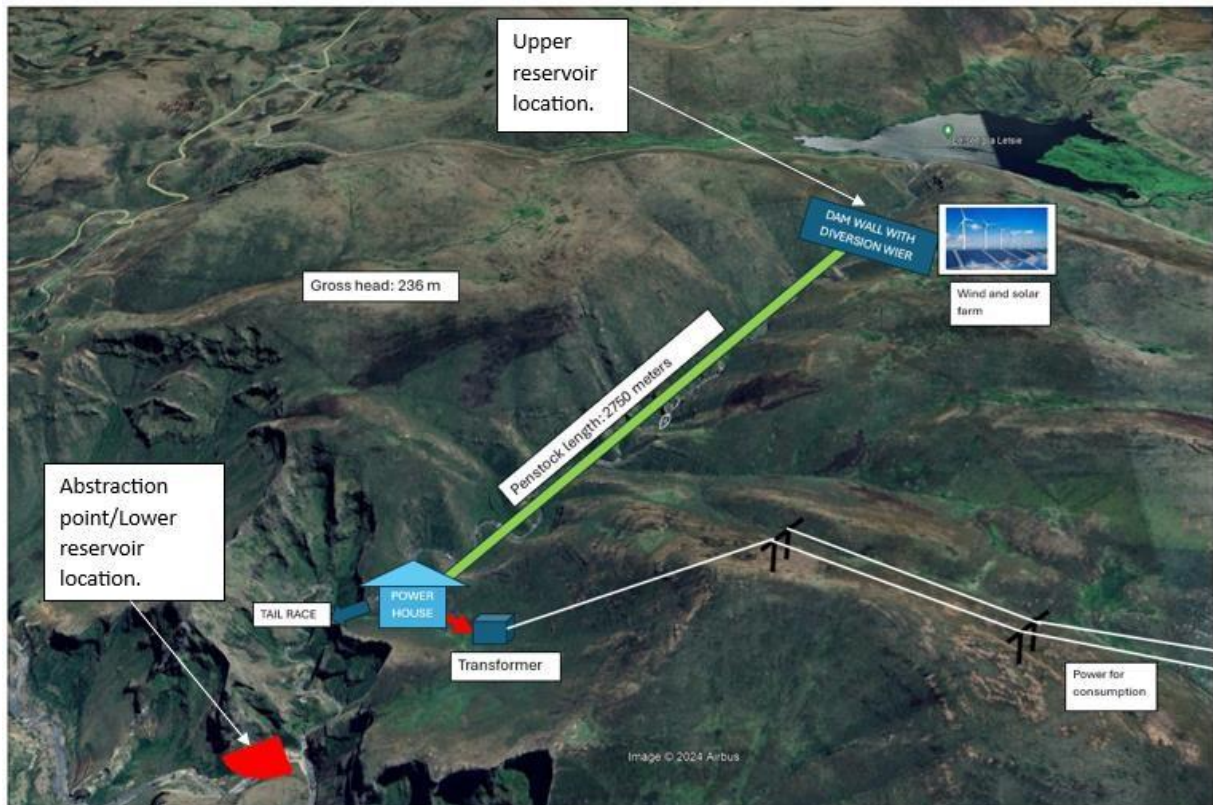 Upper
reservoir
location.
Letsie
DAM WALL WITH
DIVERSION WIER
Gross head: 236 m
Wind and solar
farm
Penstock length: 2750 meters
Abstraction
point/Lower
reservoir
location.
POWER
HOUSE
TAIL RACE
Transformer
Power for
consumption
Image © 2024 Airbus